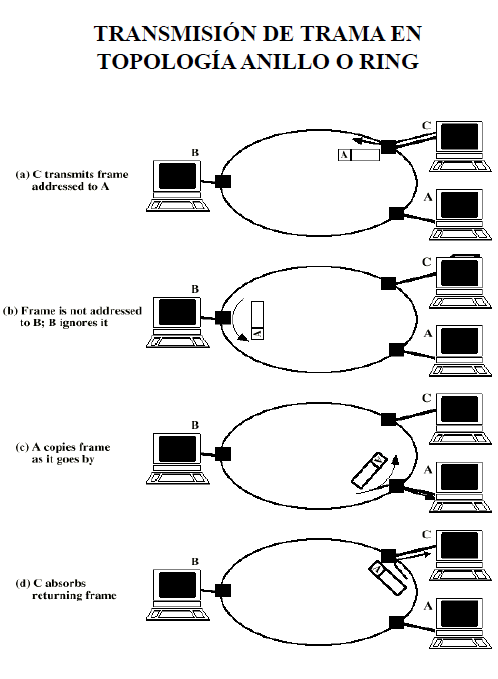 TRANSMISIÓN DE TRAMA EN
TOPOLOGÍA ANILLO O RING
B
C
A
(a) C transmits frame
addressed to A
A
B
C
(b) Frame is not addressed
to B; B ignores it
A
A
B
C
(c) A copies frame
as it goes by
A
A
B
C
(d) C absorbs
returning frame
A
A